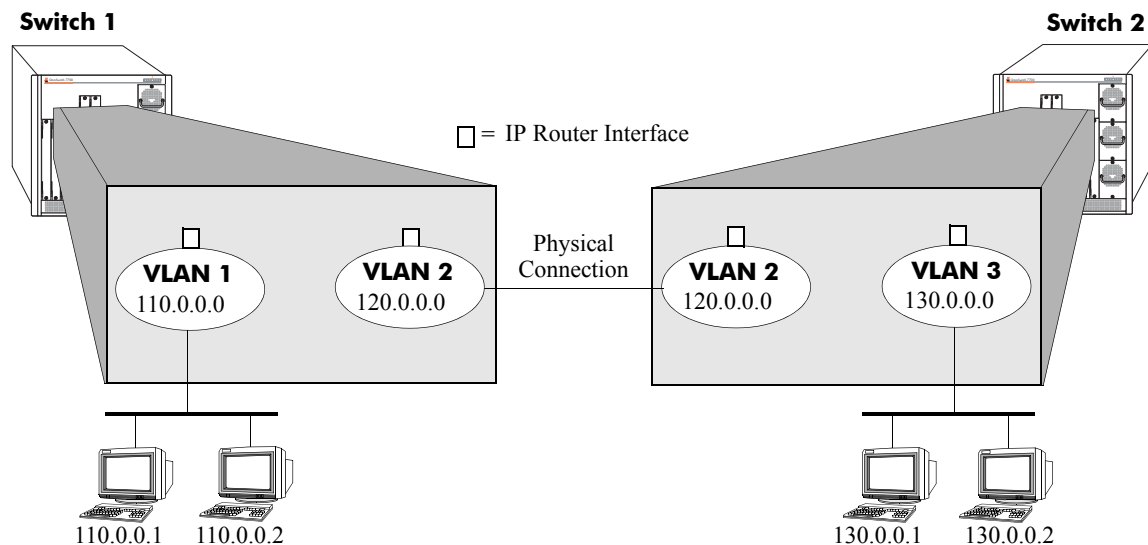 Switch 1
Switch 2
= IP Router Interface
Physical
Connection
VLAN 1
110.0.0.0
VLAN 2
120.0.0.0
VLAN 2
120.0.0.0
VLAN 3
130.0.0.0
110.0.0.1
110.0.0.2
130.0.0.1
130.0.0.2